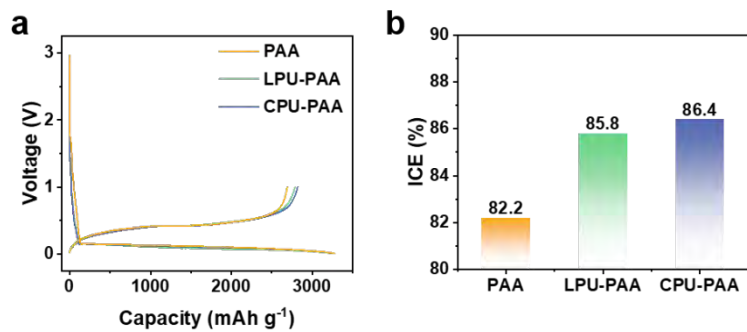 a
3
2
1
0
Voltage (V)
PAA
LPU-PAA
CPU-PAA
0 1000 2000 3000
Capacity (mAh g⁻¹)
b
90
88
86
84
82
80
ICE (%)
82.2
85.8
86.4
PAA LPU-PAA CPU-PAA